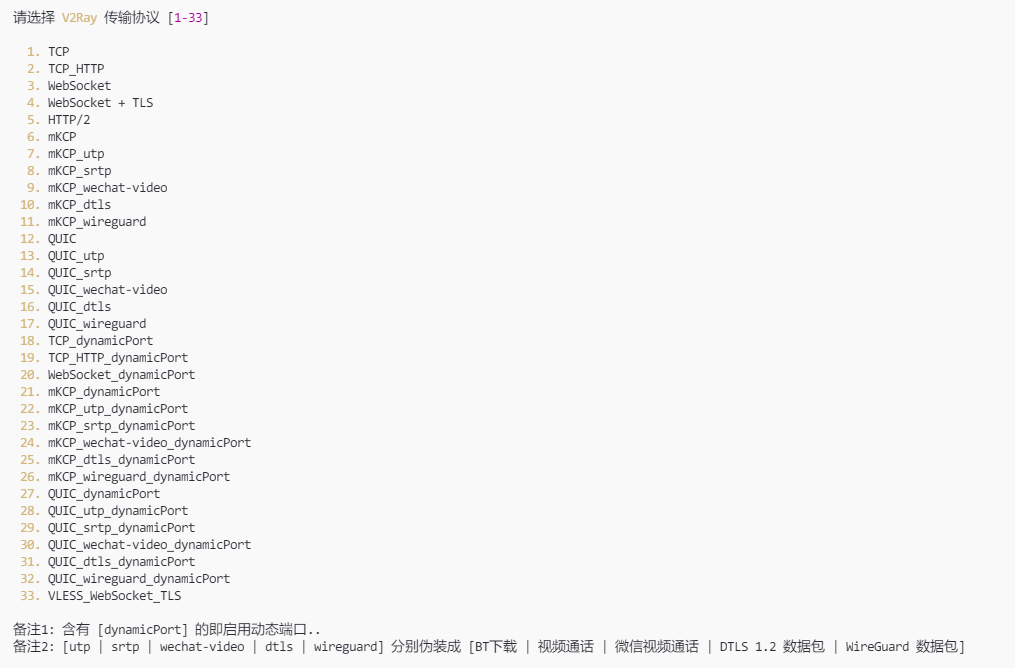 请选择 V2Ray 传输协议 [1-33]
1. TCP
2. TCP_HTTP
3. WebSocket
4. WebSocket + TLS
5. HTTP/2
6. mKCP
7. mKCP_utp
8. mKCP_srtp
9. mKCP_wechat-video
10. mKCP_dtls
11. mKCP_wireguard
12. QUIC
13. QUIC_utp
14. QUIC_srtp
15. QUIC_wechat-video
16. QUIC_dtls
17. QUIC_wireguard
18. TCP_dynamicPort
19. TCP_HTTP_dynamicPort
20. WebSocket_dynamicPort
21. mKCP_dynamicPort
22. mKCP_utp_dynamicPort
23. mKCP_srtp_dynamicPort
24. mKCP_wechat-video_dynamicPort
25. mKCP_dtls_dynamicPort
26. mKCP_wireguard_dynamicPort
27. QUIC_dynamicPort
28. QUIC_utp_dynamicPort
29. QUIC_srtp_dynamicPort
30. QUIC_wechat-video_dynamicPort
31. QUIC_dtls_dynamicPort
32. QUIC_wireguard_dynamicPort
33. VLESS_WebSocket_TLS
备注1: 含有 [dynamicPort] 的即启用动态端口..
备注2: [utp | srtp | wechat-video | dtls | wireguard] 分别伪装成 [BT下载 | 视频通话 | 微信视频通话 | DTLS 1.2 数据包 | WireGuard 数据包]